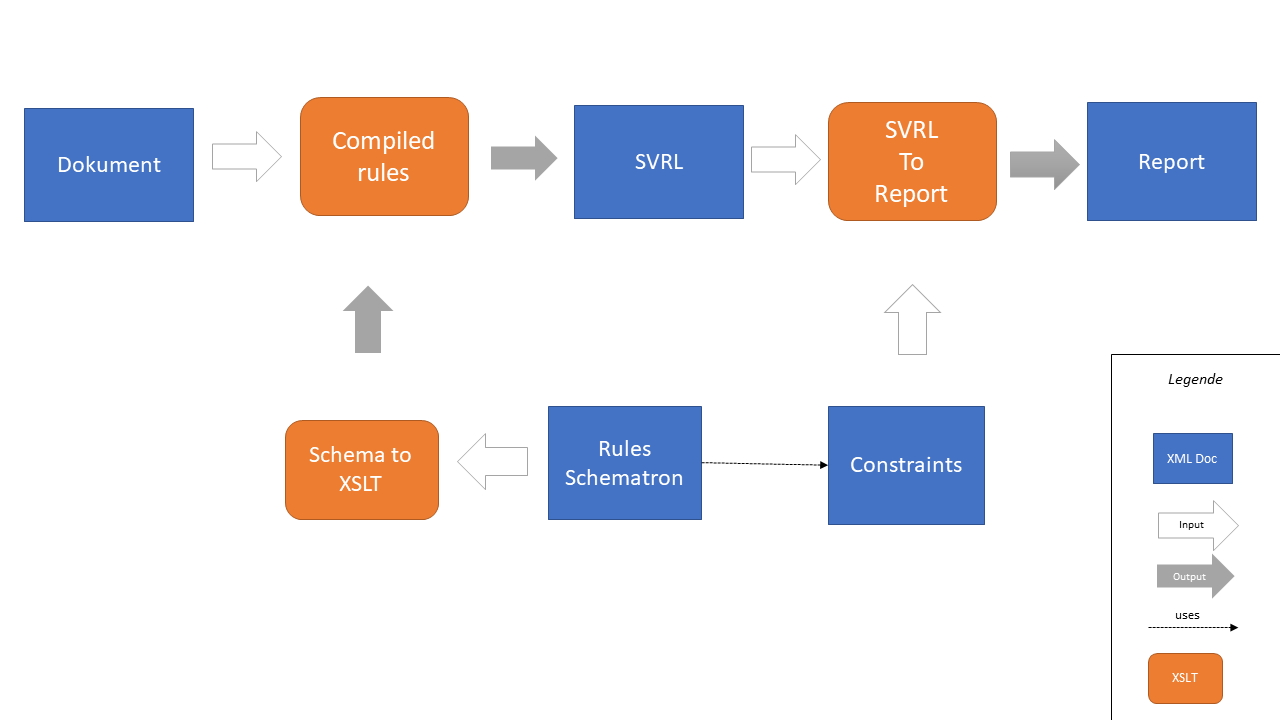 Dokument
Compiled
rules
SVRL
SVRL
To
Report
Report
Schema to
XSLT
Rules
Schematron
Constraints
Legende
XML Doc
Input
Output
uses
XSLT